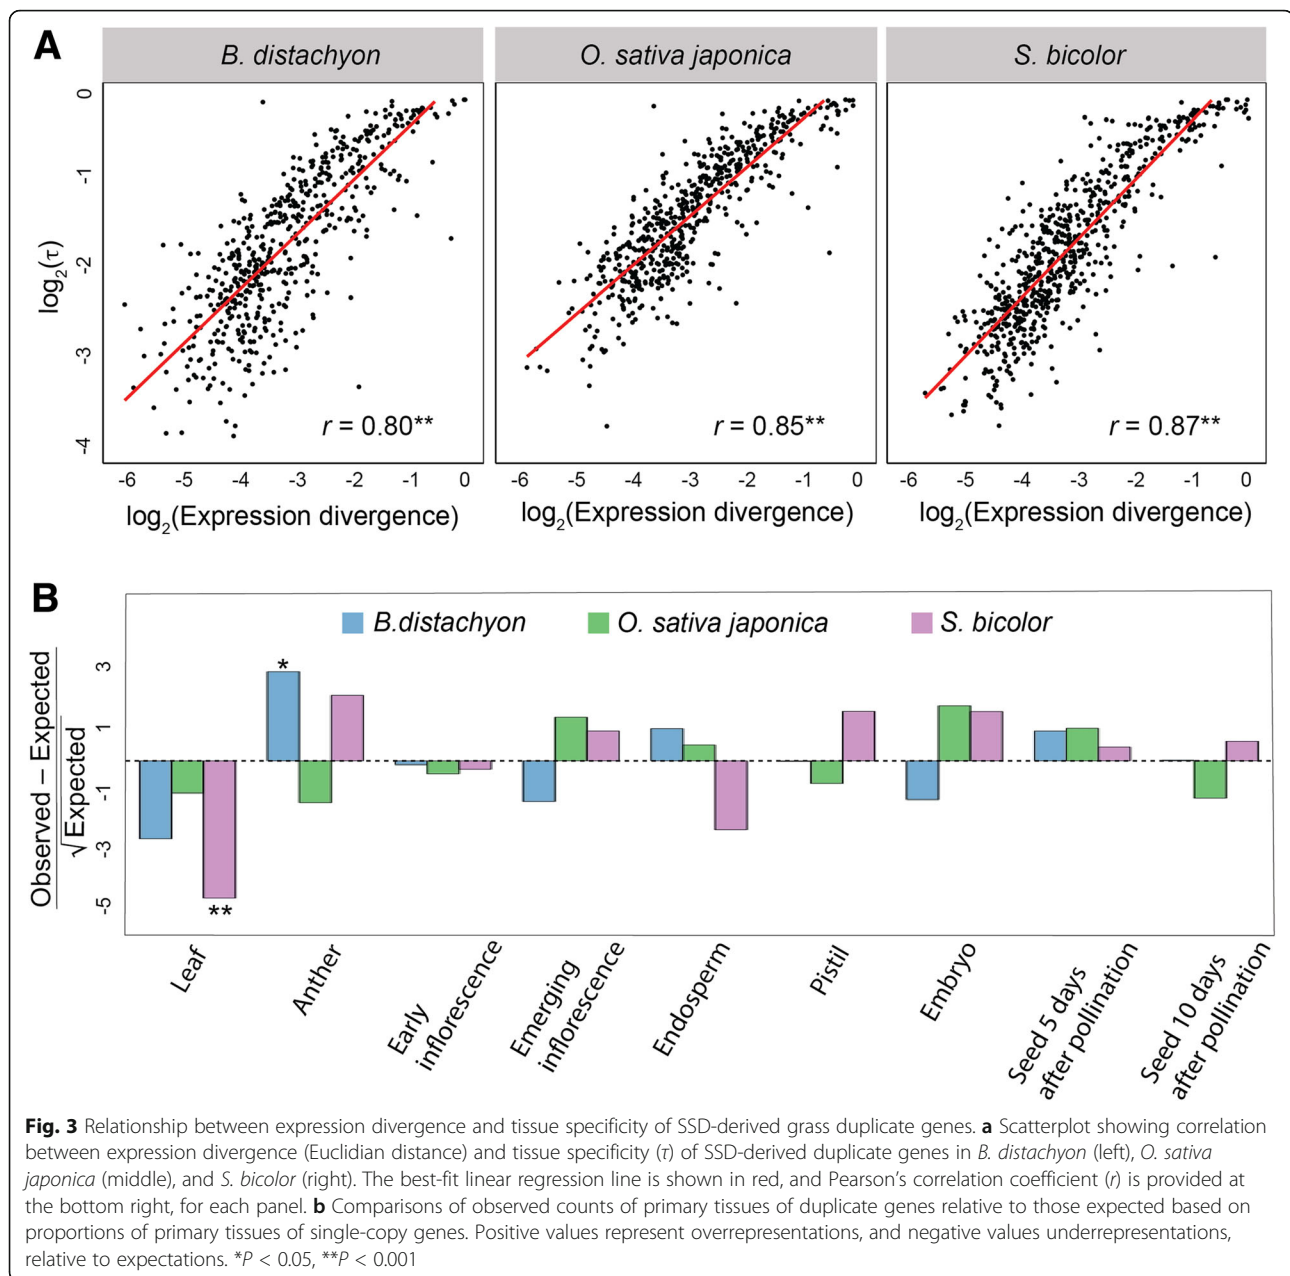 A
B. distachyon
O. sativa japonica
S. bicolor
log2(τ)
0
-1
-2
-3
-4
r = 0.80**
r = 0.85**
r = 0.87**
-6 -5 -4 -3 -2 -1 0
-6 -5 -4 -3 -2 -1 0
-6 -5 -4 -3 -2 -1 0
log2(Expression divergence)
log2(Expression divergence)
log2(Expression divergence)
B
B.distachyon
O. sativa japonica
S. bicolor
Observed – Expected
√Expected
3
1
-1
-3
-5
*
**
Leaf
Anther
Early
inflorescence
Emerging
inflorescence
Endosperm
Pistil
Embryo
Seed 5 days
after pollination
Seed 10 days
after pollination
Fig. 3 Relationship between expression divergence and tissue specificity of SSD-derived grass duplicate genes. a Scatterplot showing correlation
between expression divergence (Euclidian distance) and tissue specificity (τ) of SSD-derived duplicate genes in B. distachyon (left), O. sativa
japonica (middle), and S. bicolor (right). The best-fit linear regression line is shown in red, and Pearson's correlation coefficient (r) is provided at
the bottom right, for each panel. b Comparisons of observed counts of primary tissues of duplicate genes relative to those expected based on
proportions of primary tissues of single-copy genes. Positive values represent overrepresentations, and negative values underrepresentations,
relative to expectations. *P < 0.05, **P < 0.001